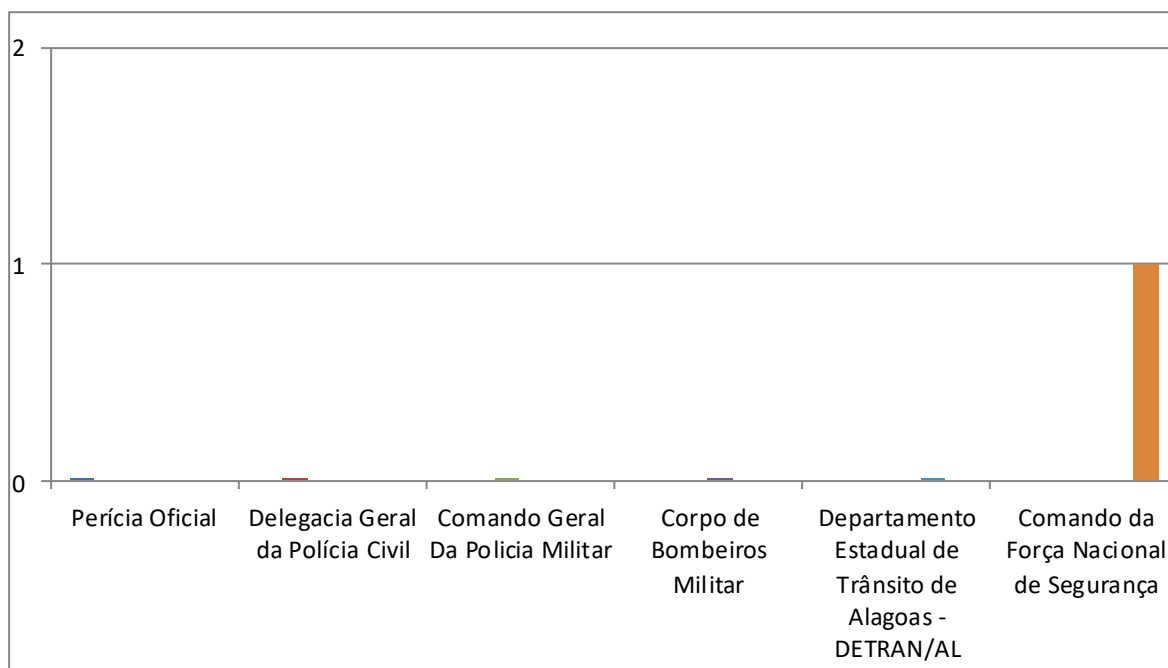 2
1
0
Perícia Oficial
Delegacia Geral
da Polícia Civil
Comando Geral
Da Policia Militar
Corpo de
Bombeiros
Militar
Departamento
Estadual de
Trânsito de
Alagoas -
DETRAN/AL
Comando da
Força Nacional
de Segurança